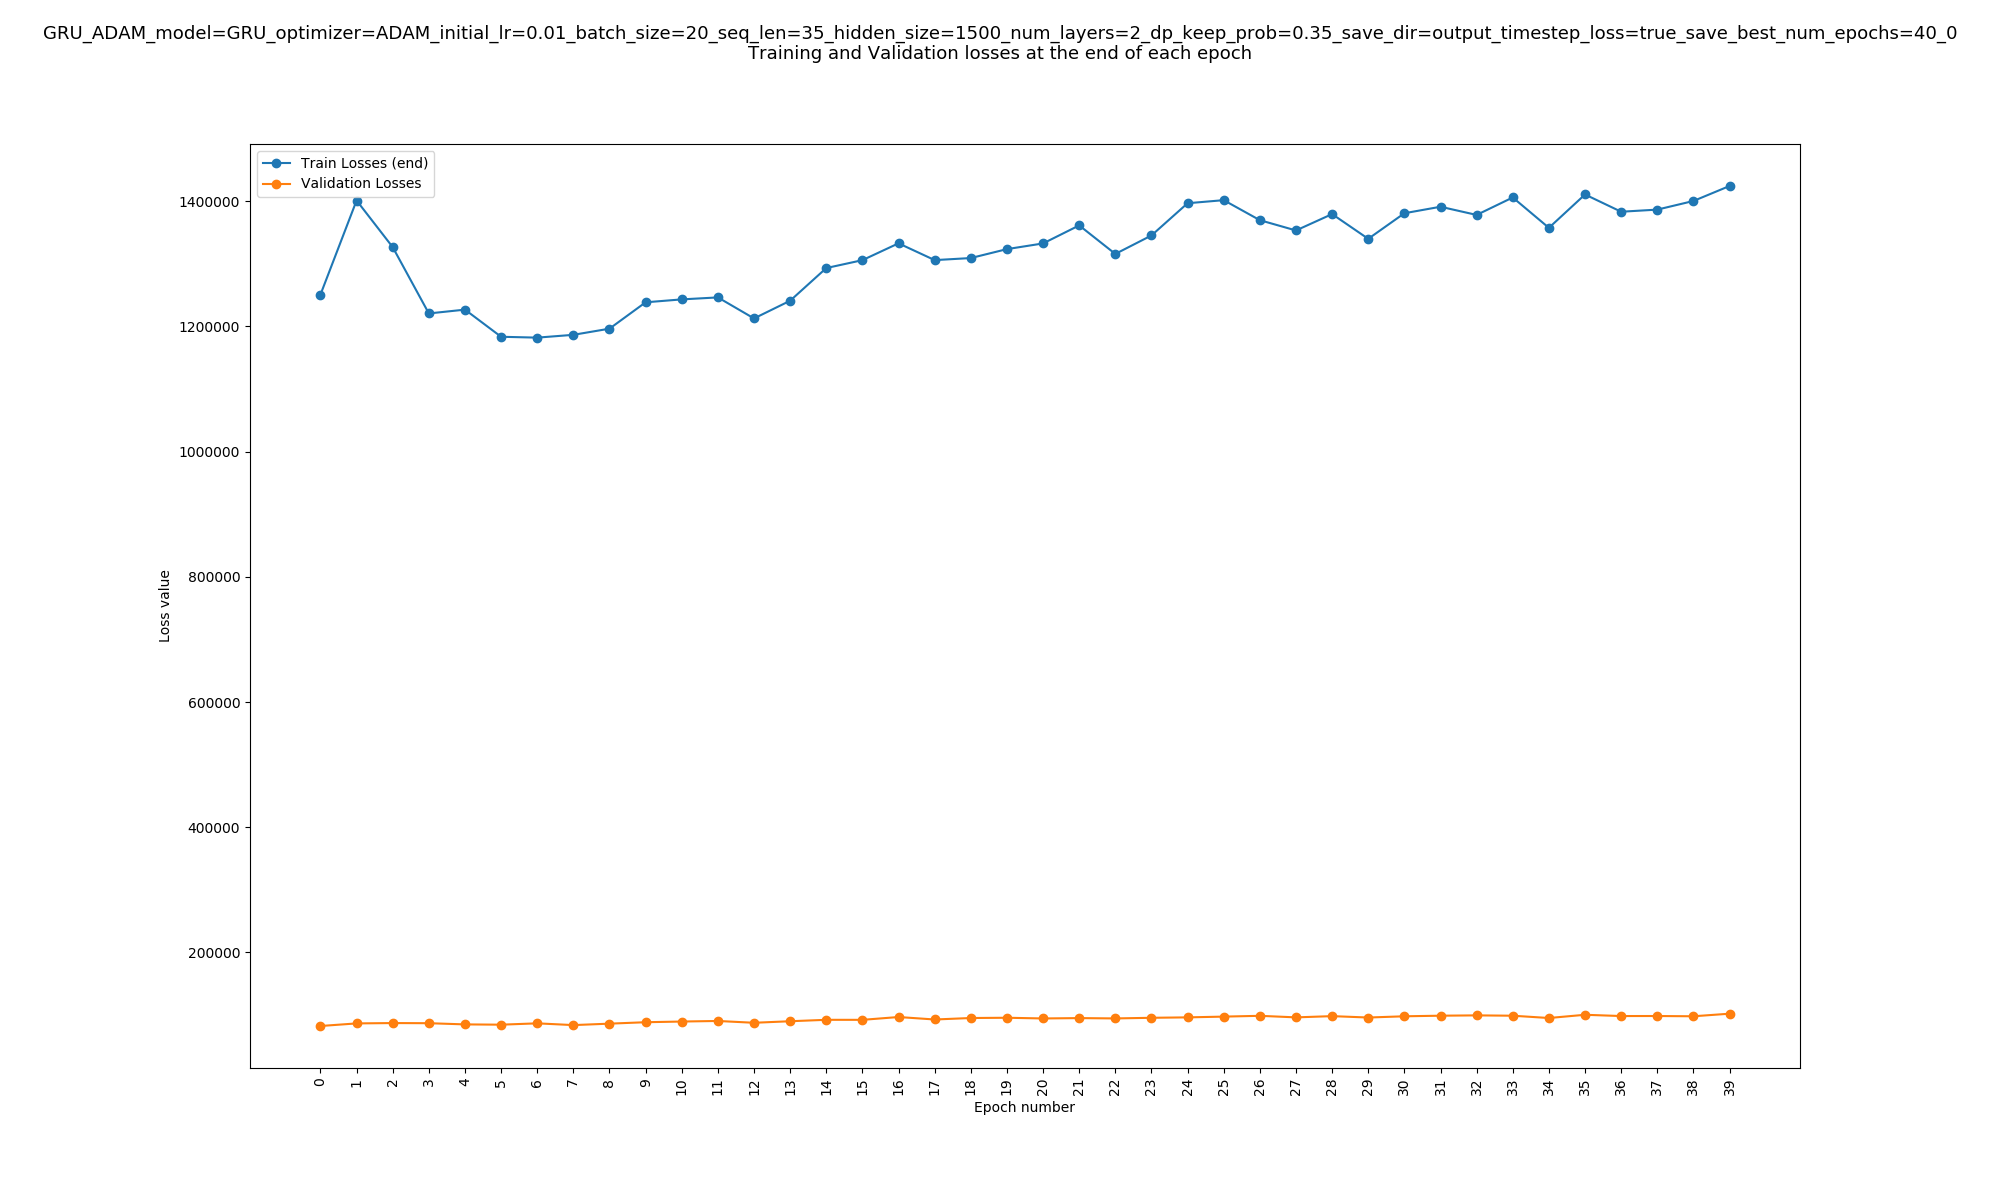 GRU_ADAM_model=GRU_optimizer=ADAM_initial_lr=0.01_batch_size=20_seq_len=35_hidden_size=1500_num_layers=2_dp_keep_prob=0.35_save_dir=output_timestep_loss=true_save_best_num_epochs=40_0
Training and Validation losses at the end of each epoch
Train Losses (end)
Validation Losses
1400000
1200000
1000000
800000
600000
400000
200000
Loss value
0 1 2 3 4 5 6 7 8 9 10 11 12 13 14 15 16 17 18 19 20 21 22 23 24 25 26 27 28 29 30 31 32 33 34 35 36 37 38 39
Epoch number